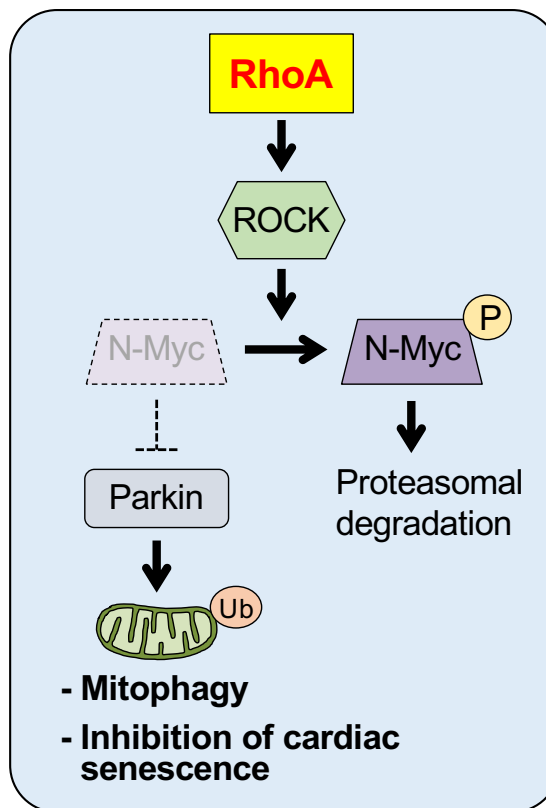 RhoA
ROCK
N-Myc
N-Myc
P
Parkin
Proteasomal
degradation
Ub
- Mitophagy
- Inhibition of cardiac
senescence